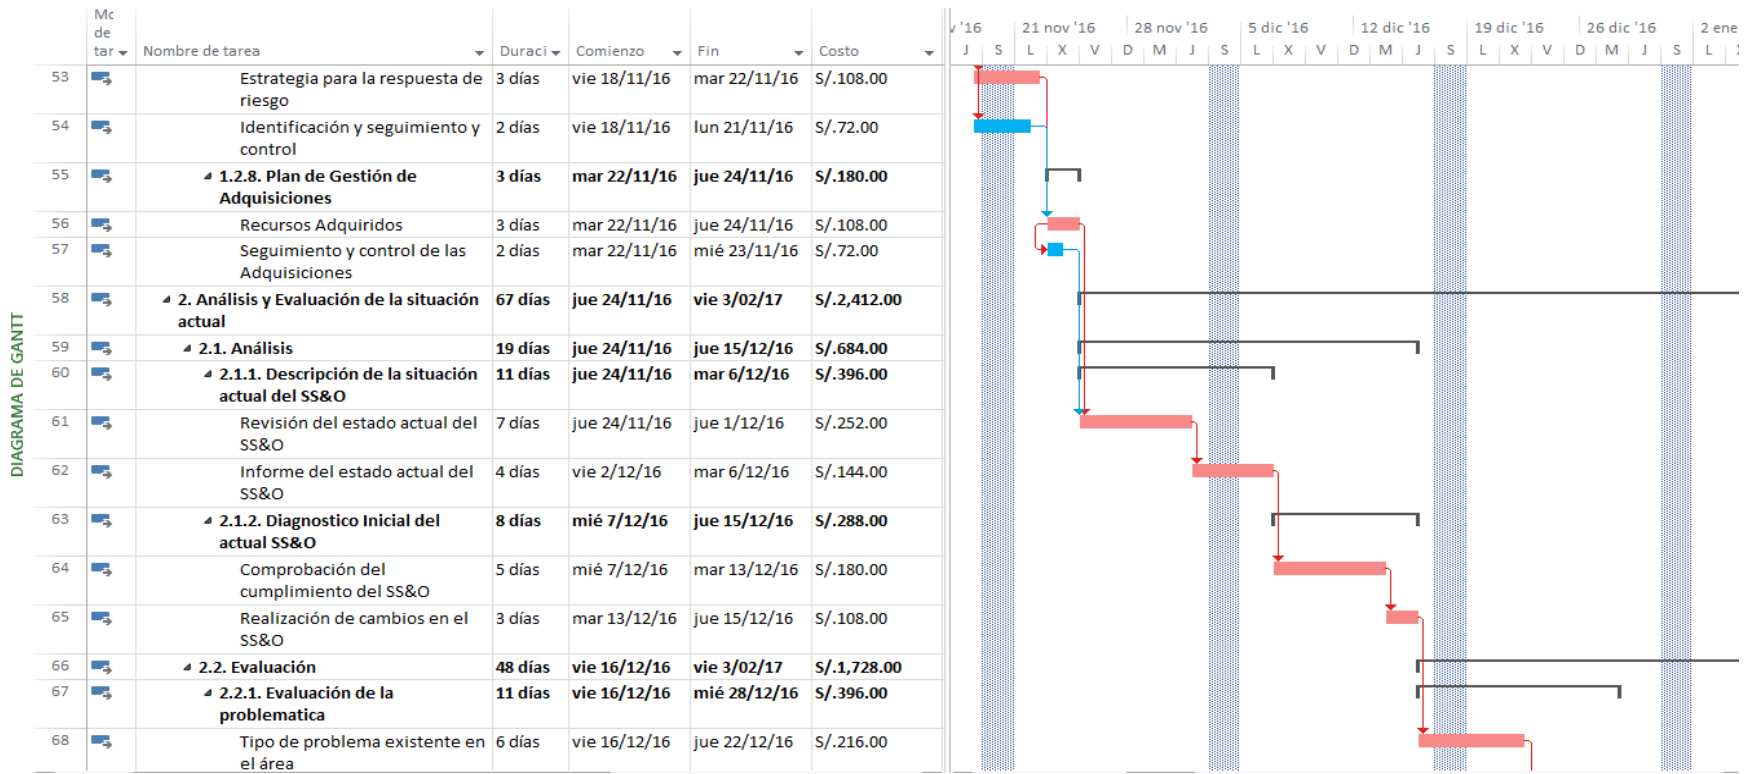 DIAGRAMA DE GANTT
Mc
de
tar Nombre de tarea Duraci Comienzo Fin Costo
53 Estrategia para la respuesta de 3 días vie 18/11/16 mar 22/11/16 S/.108.00
riesgo
54 Identificación y seguimiento y 2 días vie 18/11/16 lun 21/11/16 S/.72.00
control
55 1.2.8. Plan de Gestión de 3 días mar 22/11/16 jue 24/11/16 S/.180.00
Adquisiciones
56 Recursos Adquiridos 3 días mar 22/11/16 jue 24/11/16 S/.108.00
57 Seguimiento y control de las 2 días mar 22/11/16 mié 23/11/16 S/.72.00
Adquisiciones
58 2. Análisis y Evaluación de la situación 67 días jue 24/11/16 vie 3/02/17 S/.2,412.00
actual
59 2.1. Análisis 19 días jue 24/11/16 jue 15/12/16 S/.684.00
60 2.1.1. Descripción de la situación 11 días jue 24/11/16 mar 6/12/16 S/.396.00
actual del SS&O
61 Revisión del estado actual del 7 días jue 24/11/16 jue 1/12/16 S/.252.00
SS&O
62 Informe del estado actual del 4 días vie 2/12/16 mar 6/12/16 S/.144.00
SS&O
63 2.1.2. Diagnostico Inicial del 8 días mié 7/12/16 jue 15/12/16 S/.288.00
actual SS&O
64 Comprobación del 5 días mié 7/12/16 mar 13/12/16 S/.180.00
cumplimiento del SS&O
65 Realización de cambios en el 3 días mar 13/12/16 jue 15/12/16 S/.108.00
SS&O
66 2.2. Evaluación 48 días vie 16/12/16 vie 3/02/17 S/.1,728.00
67 2.2.1. Evaluación de la 11 días vie 16/12/16 mié 28/12/16 S/.396.00
problematica
68 Tipo de problema existente en 6 días vie 16/12/16 jue 22/12/16 S/.216.00
el área
v '16 21 nov '16 28 nov '16 5 dic '16 12 dic '16 19 dic '16 26 dic '16 2 ene
J S L X V D M J S L X V D M J S L X V D M J S L X